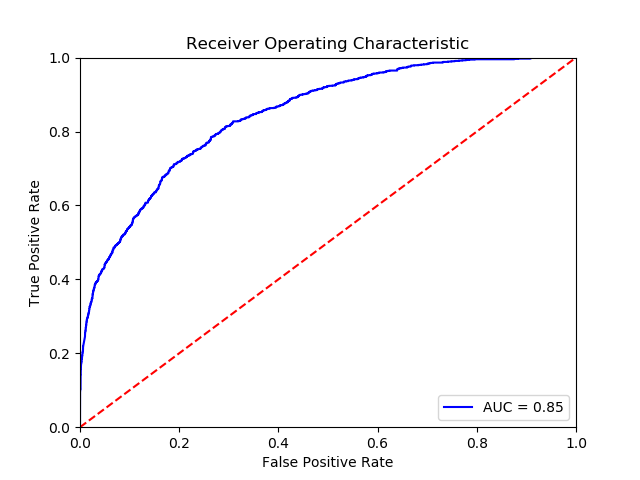 Receiver Operating Characteristic
True Positive Rate
1.0
0.8
0.6
0.4
0.2
0.0
AUC = 0.85
0.0 0.2 0.4 0.6 0.8 1.0
False Positive Rate